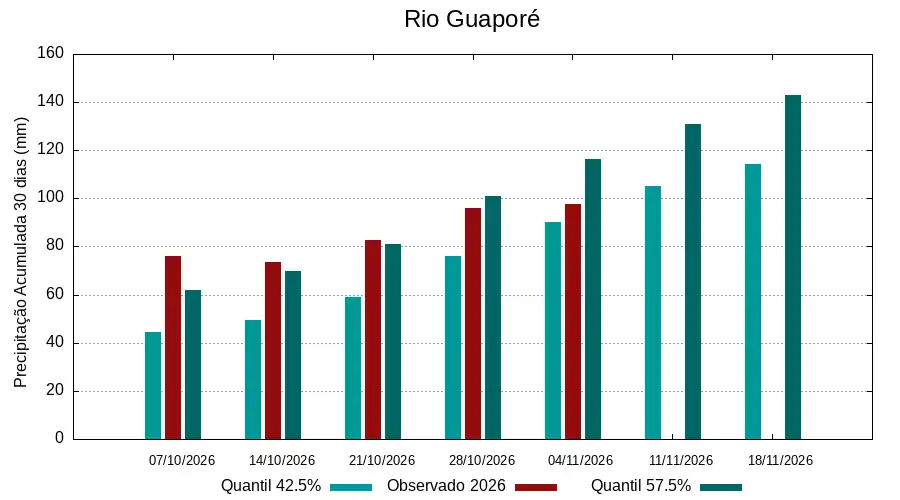 Rio Guaporé
Precipitação Acumulada 30 dias (mm)
160
140
120
100
80
60
40
20
0
07/10/2026 14/10/2026 21/10/2026 28/10/2026 04/11/2026 11/11/2026 18/11/2026
Quantil 42.5% Observado 2026 Quantil 57.5%